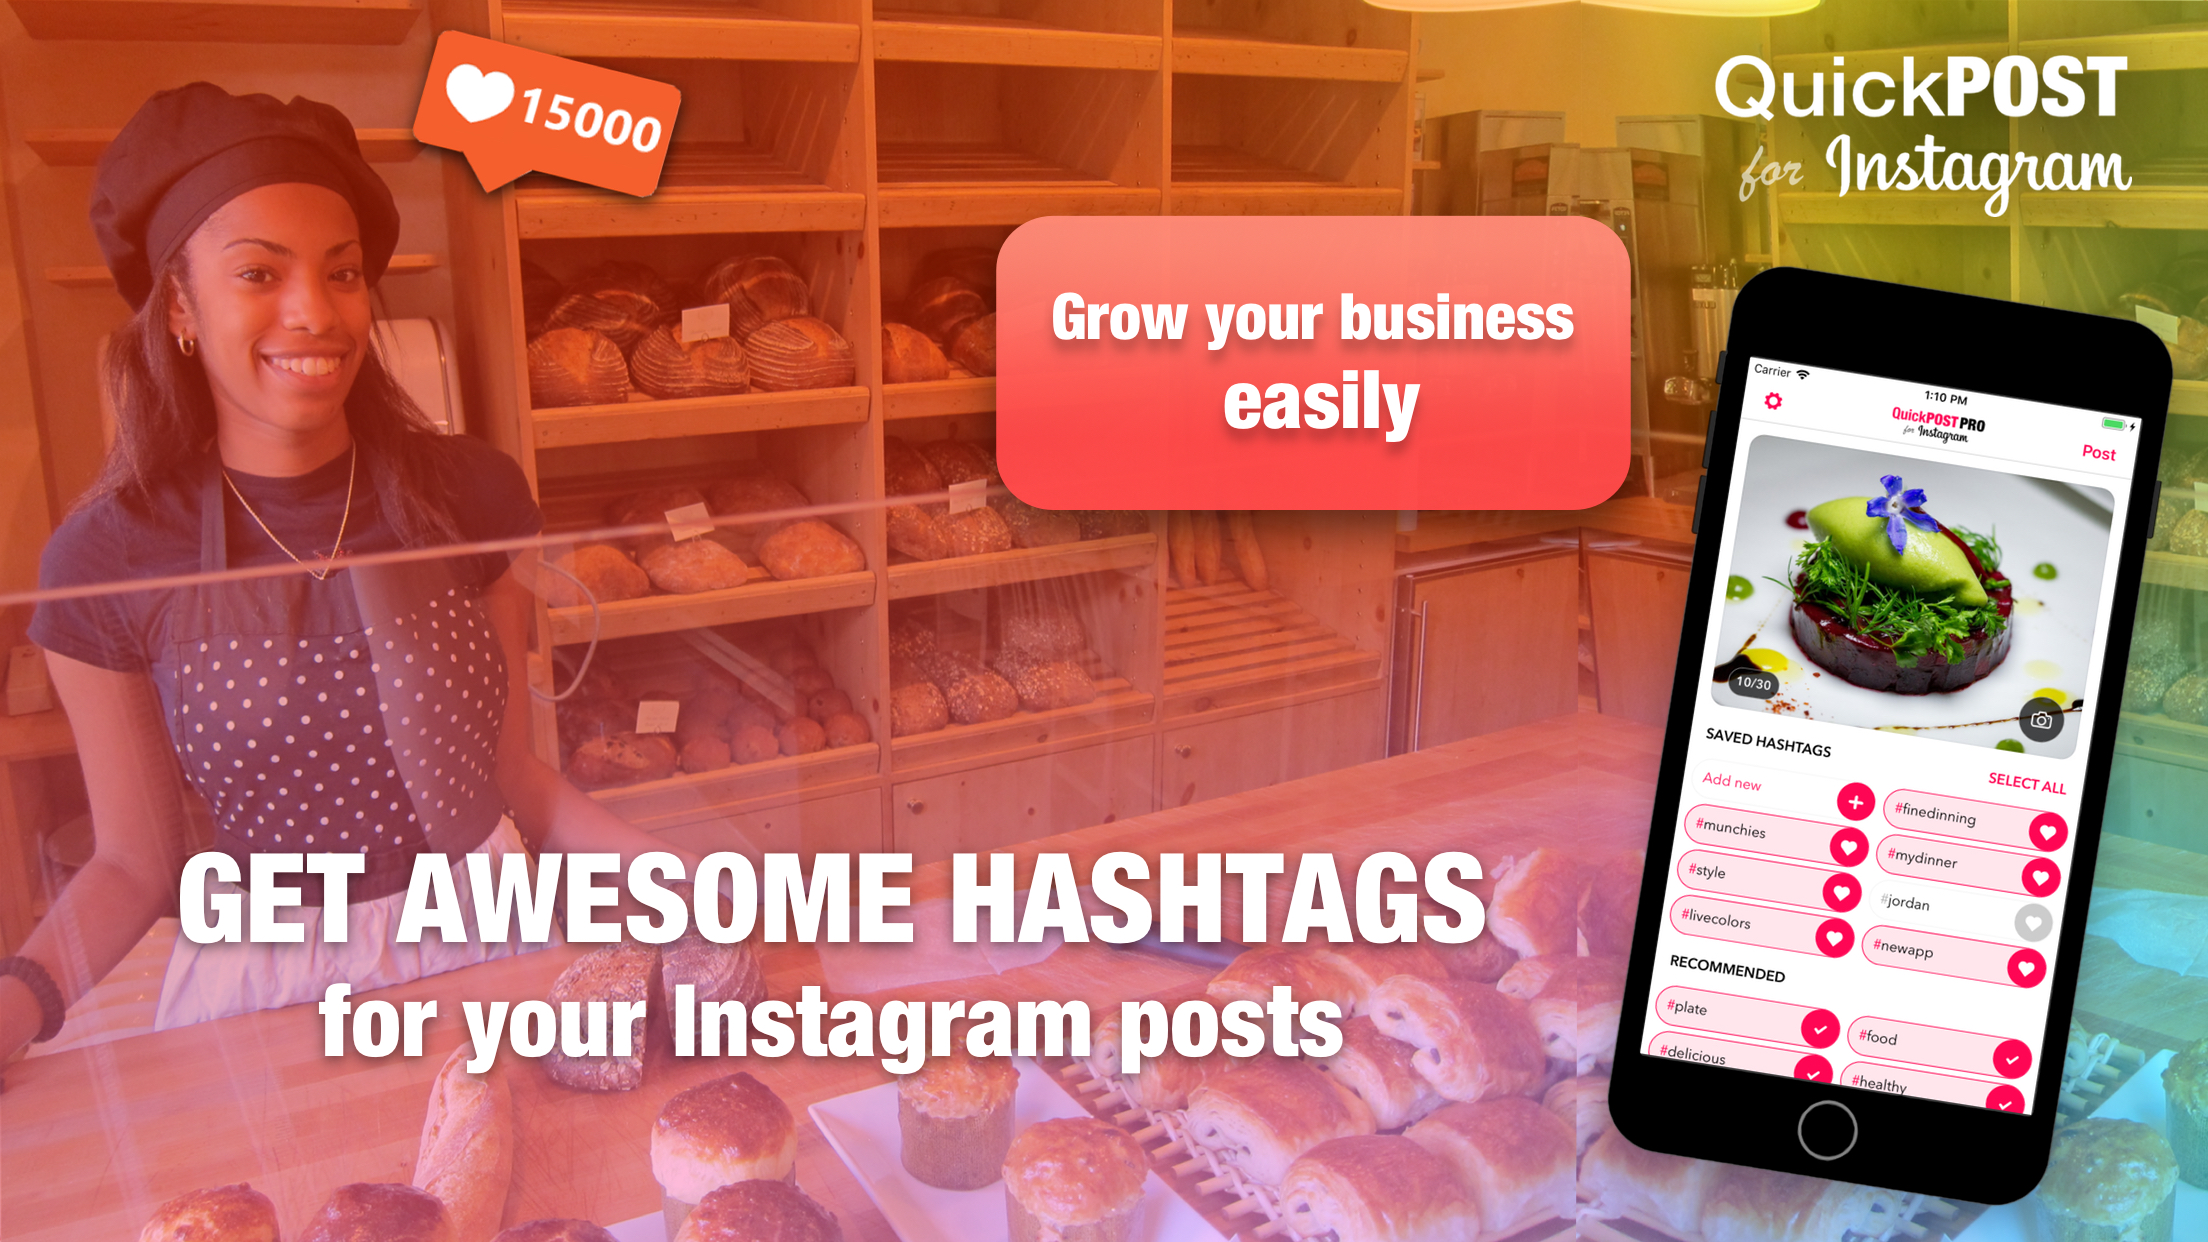 15000
QuickPOST
for Instagram
Grow your business
easily
GET AWESOME HASHTAGS
for your Instagram posts
Carrier
1:10 PM
QuickPOST PRO
for Instagram
Post
10/30
SAVED HASHTAGS
SELECT ALL
Add new
#finedinning
#munchies
#mydinner
#style
#jordan
#livecolors
#newapp
RECOMMENDED
#plate
#food
#delicious
#healthy